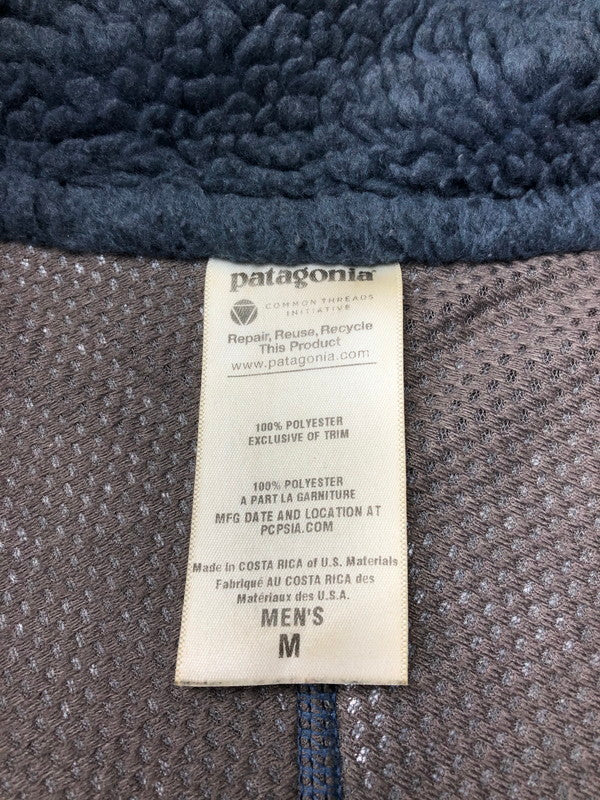 patagonia
COMMON THREADS
INITIATIVE
Repair, Reuse, Recycle
This Product
www.patagonia.com
100% POLYESTER
EXCLUSIVE OF TRIM
100% POLYESTER
A PART LA GARNITURE
MFG DATE AND LOCATION AT
PCPSIA.COM
Made in COSTA RICA of U.S. Materials
Fabriqué AU COSTA RICA des
Matériaux des U.S.A.
MEN'S
M